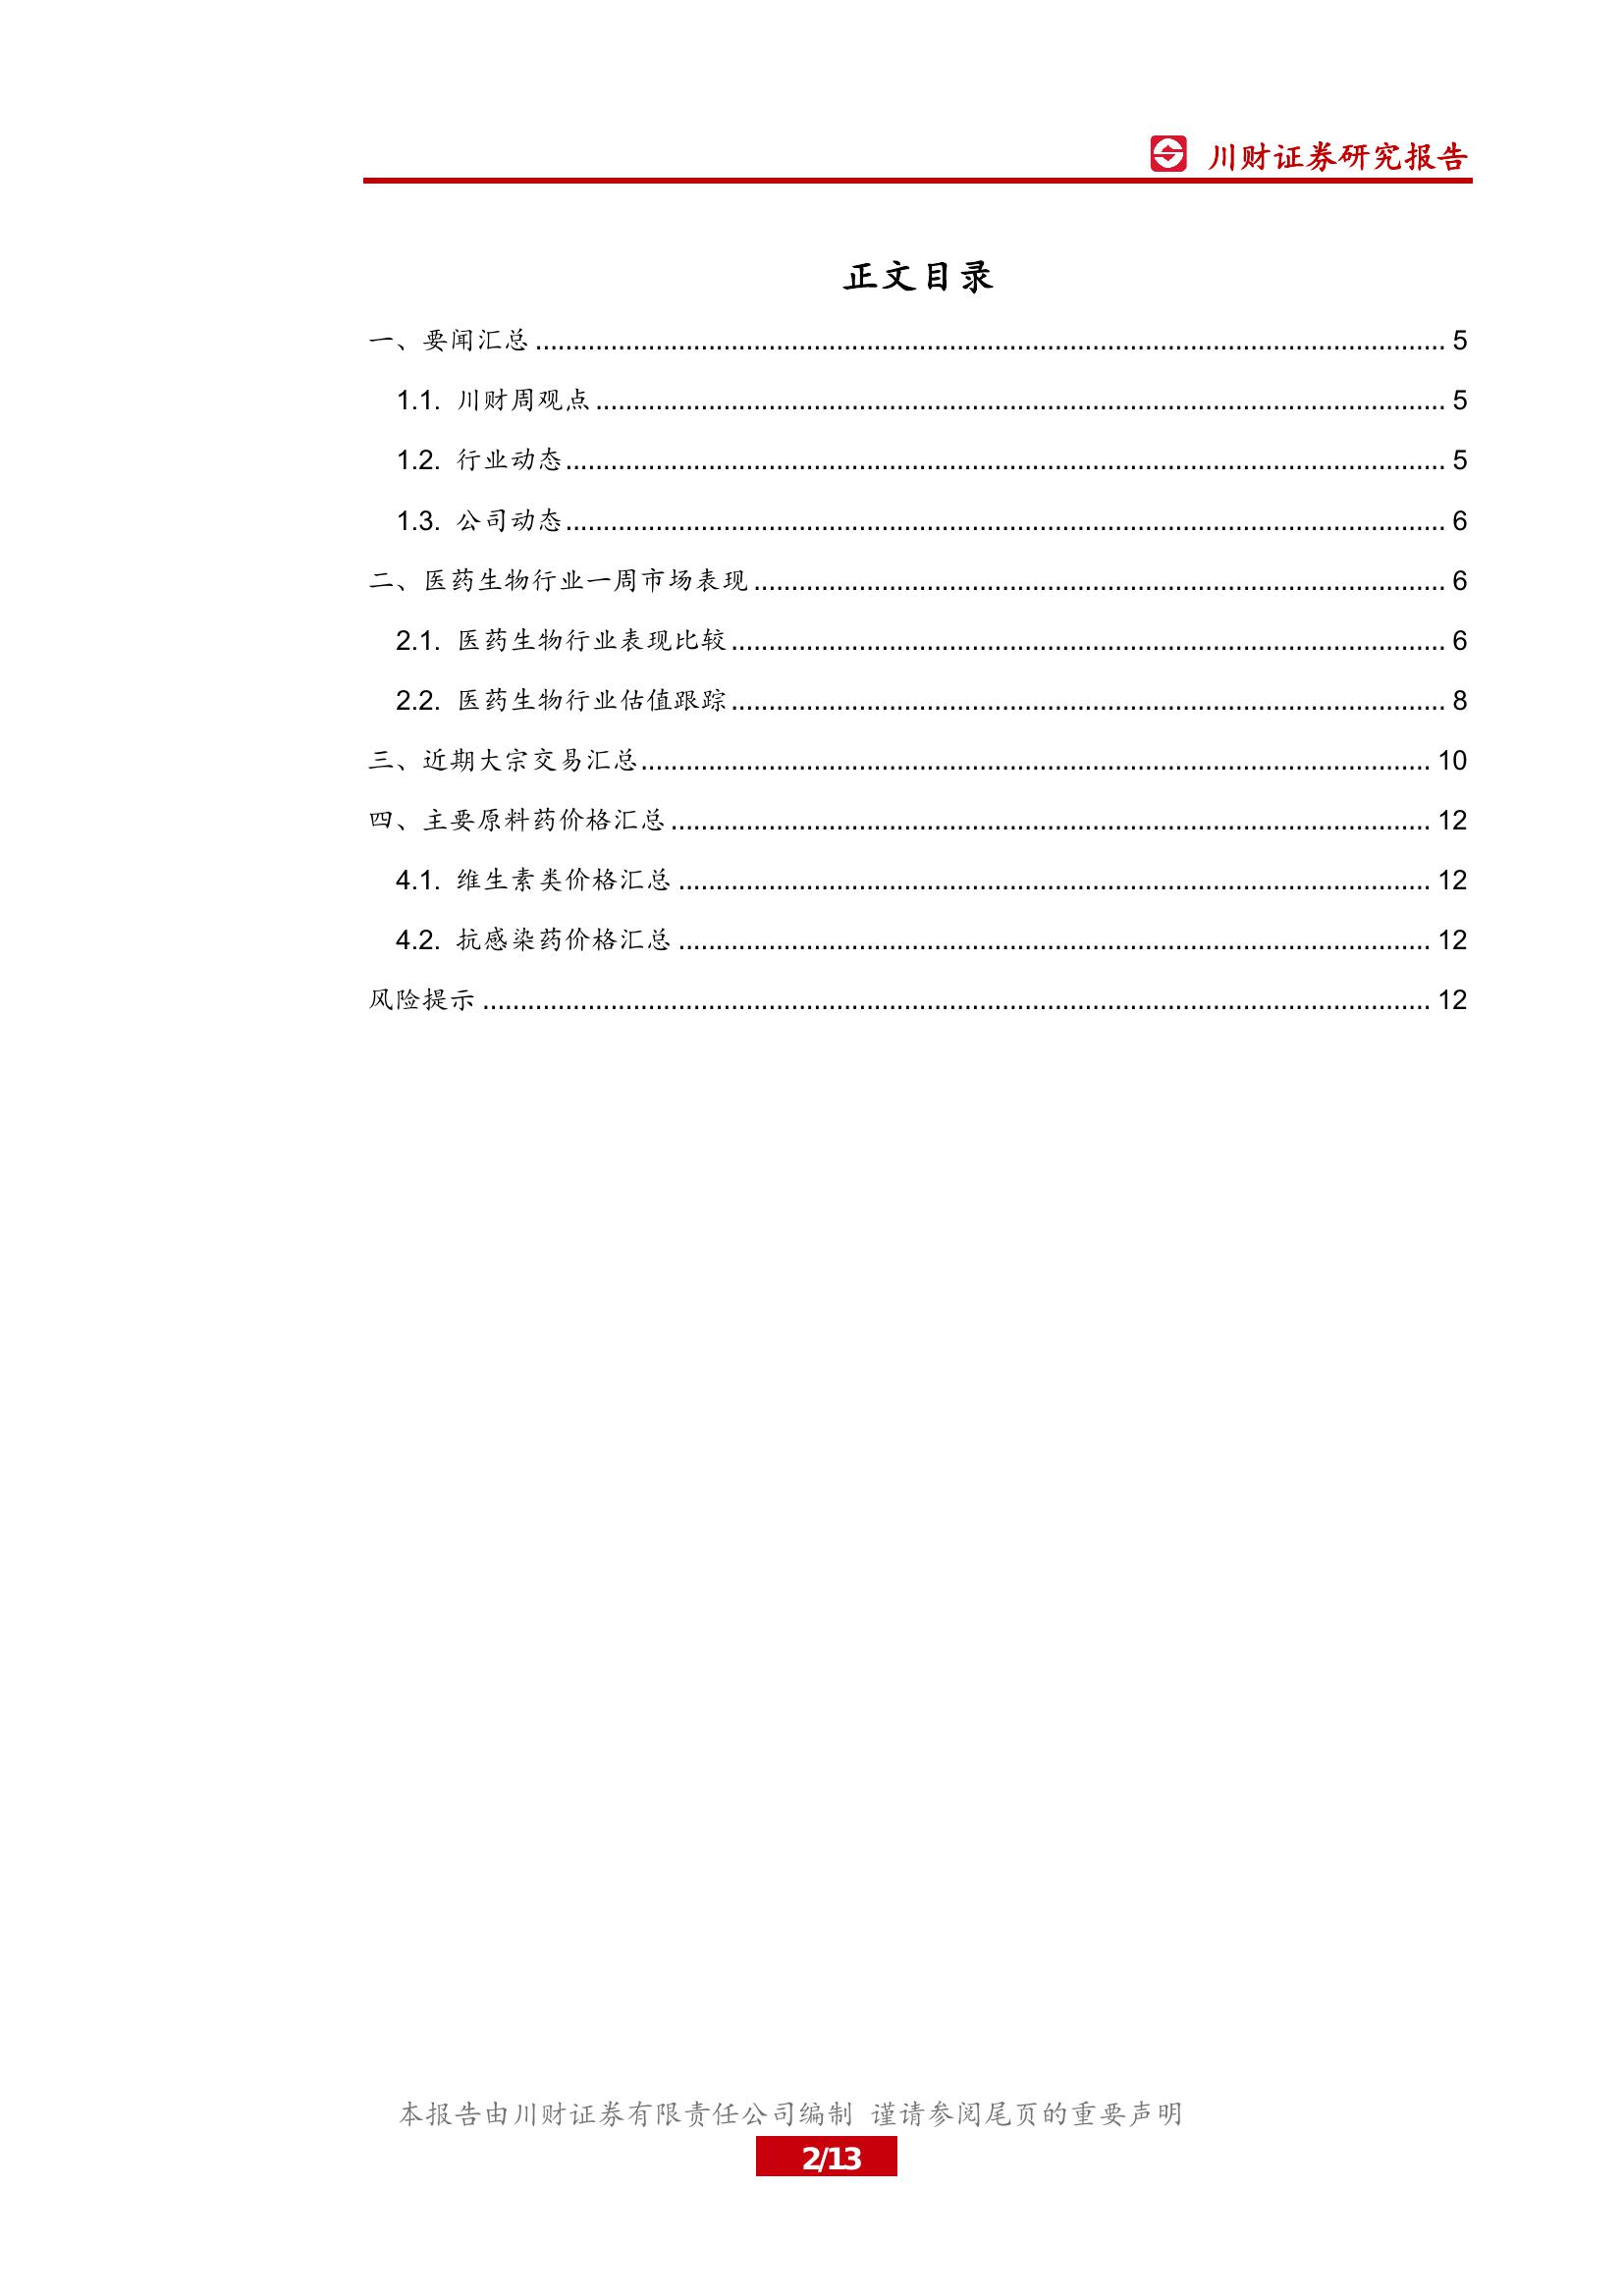 川财证券研究报告
正文目录
一、要闻汇总 ........................................ 5
1.1. 川财周观点 ........................................ 5
1.2. 行业动态 ........................................ 5
1.3. 公司动态 ........................................ 6
二、医药生物行业一周市场表现 ........................................ 6
2.1. 医药生物行业表现比较 ........................................ 6
2.2. 医药生物行业估值跟踪 ........................................ 8
三、近期大宗交易汇总 ........................................ 10
四、主要原料药价格汇总 ........................................ 12
4.1. 维生素类价格汇总 ........................................ 12
4.2. 抗感染药价格汇总 ........................................ 12
风险提示 ........................................ 12
本报告由川财证券有限责任公司编制 谨请参阅尾页的重要声明
2/13